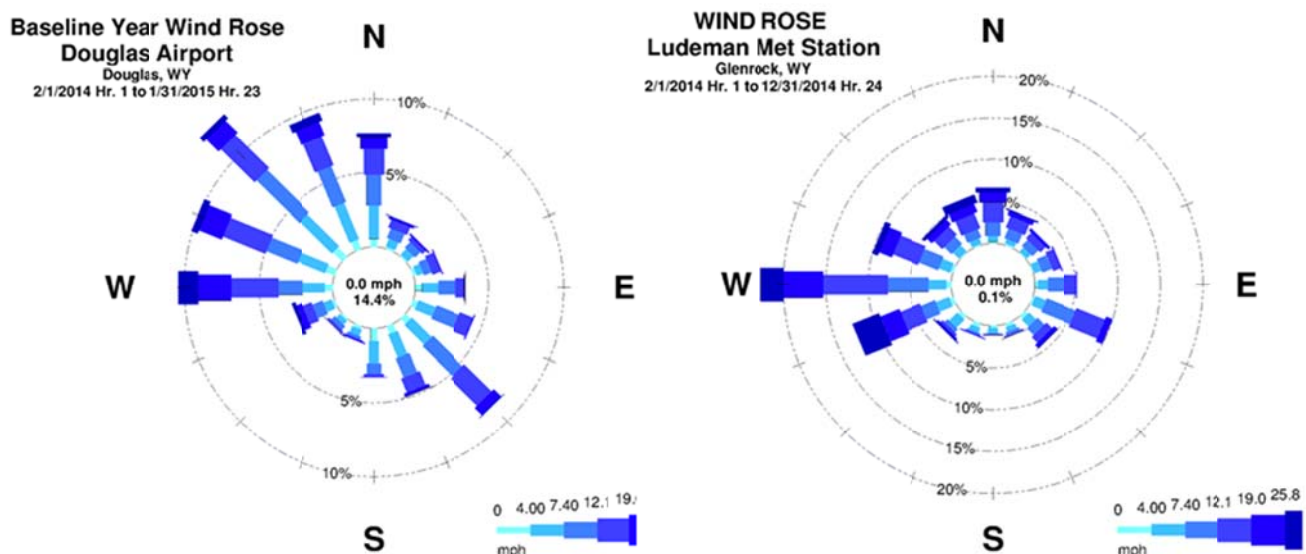 Baseline Year Wind Rose
Douglas Airport
Douglas, WY
2/1/2014 Hr. 1 to 1/31/2015 Hr. 23
N
10%
5%
W
0.0 mph
14.4%
E
5%
10%
S
0 4.00 7.40 12.1 19.
mph
WIND ROSE
Ludeman Met Station
Glenrock, WY
2/1/2014 Hr. 1 to 12/31/2014 Hr. 24
N
20%
15%
10%
%
W
0.0 mph
0.1%
E
5%
10%
15%
20%
S
0 4.00 7.40 12.1 19.0 25.8
mph